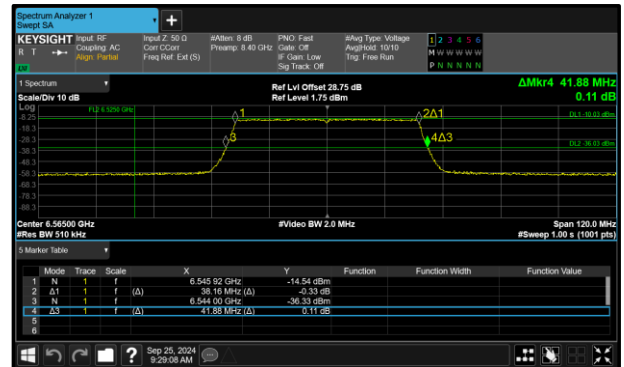 Spectrum Analyzer 1
Swept SA
+
KEYSIGHT Input: RF Input Z: 50 Ω #Atten: 8 dB PNO: Fast #Avg Type: Voltage 1 2 3 4 5 6
R T Coupling: AC Corr CCorr Preamp: 8.40 GHz Gate: Off Avg|Hold: 10/10 M W W W W W
Align: Partial Freq Ref: Ext (S) IF Gain: Low Trig: Free Run
Sig Track: Off P N N N N N
1 Spectrum Ref Lvl Offset 28.75 dB ΔMkr4 41.88 MHz
Scale/Div 10 dB Ref Level 1.75 dBm 0.11 dB
Log
-8.25
-18.3
-28.3
-38.3
-48.3
-58.3
-68.3
-78.3
-88.3
1
2Δ1
3
4Δ3
DL2 -36.03 dBm
Center 6.56500 GHz #Video BW 2.0 MHz Span 120.0 MHz
#Res BW 510 kHz #Sweep 1.00 s (1001 pts)
5 Marker Table
Mode Trace Scale X Y Function Function Width Function Value
1 N 1 f 6.545 92 GHz -14.54 dBm
2 Δ1 1 f (Δ) 38.16 MHz (Δ) -0.33 dB
3 N 1 f 6.544 00 GHz -36.33 dBm
4 Δ3 1 f (Δ) 41.88 MHz (Δ) 0.11 dB
5
6
?
Sep 25, 2024
9:29:08 AM